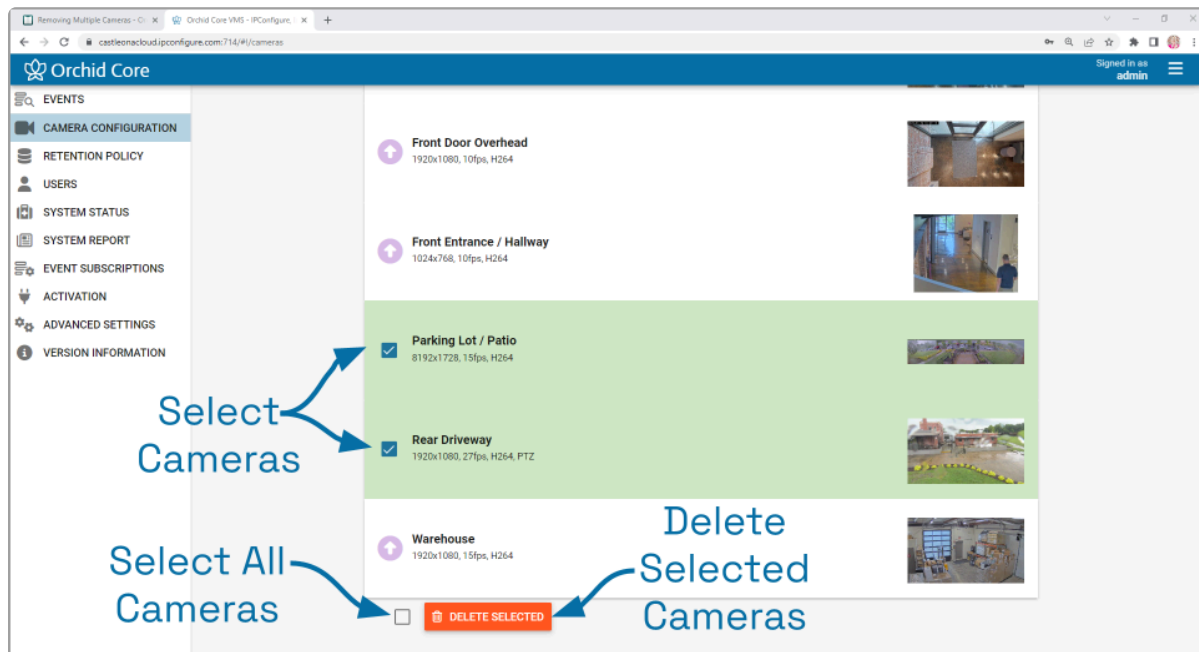 Removing Multiple Cameras - C
Orchid Core VMS - IPConfigure,
castleonacloud.ipconfigure.com:714/#!/cameras
Orchid Core
Signed in as
admin
EVENTS
CAMERA CONFIGURATION
RETENTION POLICY
USERS
SYSTEM STATUS
SYSTEM REPORT
EVENT SUBSCRIPTIONS
ACTIVATION
ADVANCED SETTINGS
VERSION INFORMATION
Front Door Overhead
1920x1080, 10fps, H264
Front Entrance / Hallway
1024x768, 10fps, H264
Parking Lot / Patio
8192x1728, 15fps, H264
Rear Driveway
1920x1080, 27fps, H264, PTZ
Warehouse
1920x1080, 15fps, H264
Select
Cameras
Select All
Cameras
DELETE SELECTED
Delete
Selected
Cameras